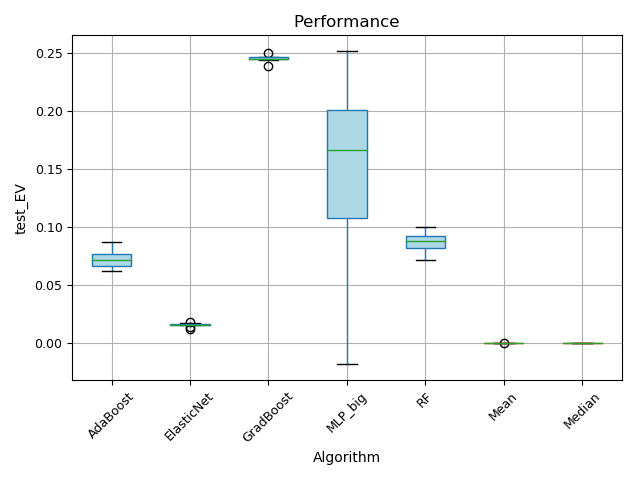 Performance
0.25
0.20
0.15
0.10
0.05
0.00
test_EV
AdaBoost
ElasticNet
GradBoost
MLP_big
RF
Mean
Median
Algorithm